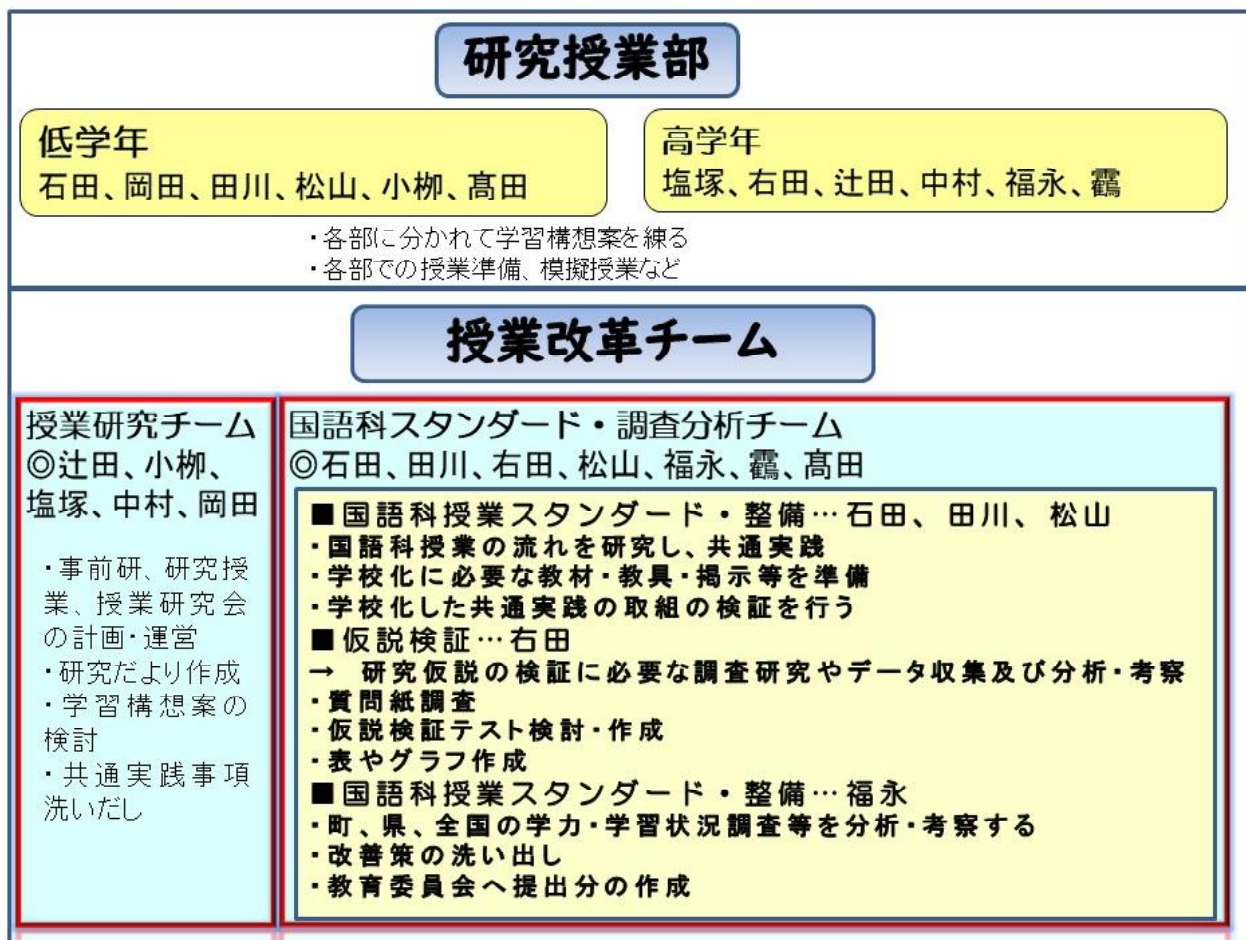 研究授業部
低学年
石田、岡田、田川、松山、小栁、髙田
高学年
塩塚、右田、辻田、中村、福永、靍
・各部に分かれて学習構想案を練る
・各部での授業準備、模擬授業など
授業改革チーム
授業研究チーム
◎辻田、小栁、
塩塚、中村、岡田
・事前研、研究授
業、授業研究会
の計画・運営
・研究だより作成
・学習構想案の
検討
・共通実践事項
洗いだし
国語科スタンダード・調査分析チーム
◎石田、田川、右田、松山、福永、靍、髙田
■国語科授業スタンダード・整備…石田、田川、松山
・国語科授業の流れを研究し、共通実践
・学校化に必要な教材・教具・掲示等を準備
・学校化した共通実践の取組の検証を行う
■仮説検証…右田
→ 研究仮説の検証に必要な調査研究やデータ収集及び分析・考察
・質問紙調査
・仮説検証テスト検討・作成
・表やグラフ作成
■国語科授業スタンダード・整備…福永
・町、県、全国の学力・学習状況調査等を分析・考察する
・改善策の洗い出し
・教育委員会へ提出分の作成